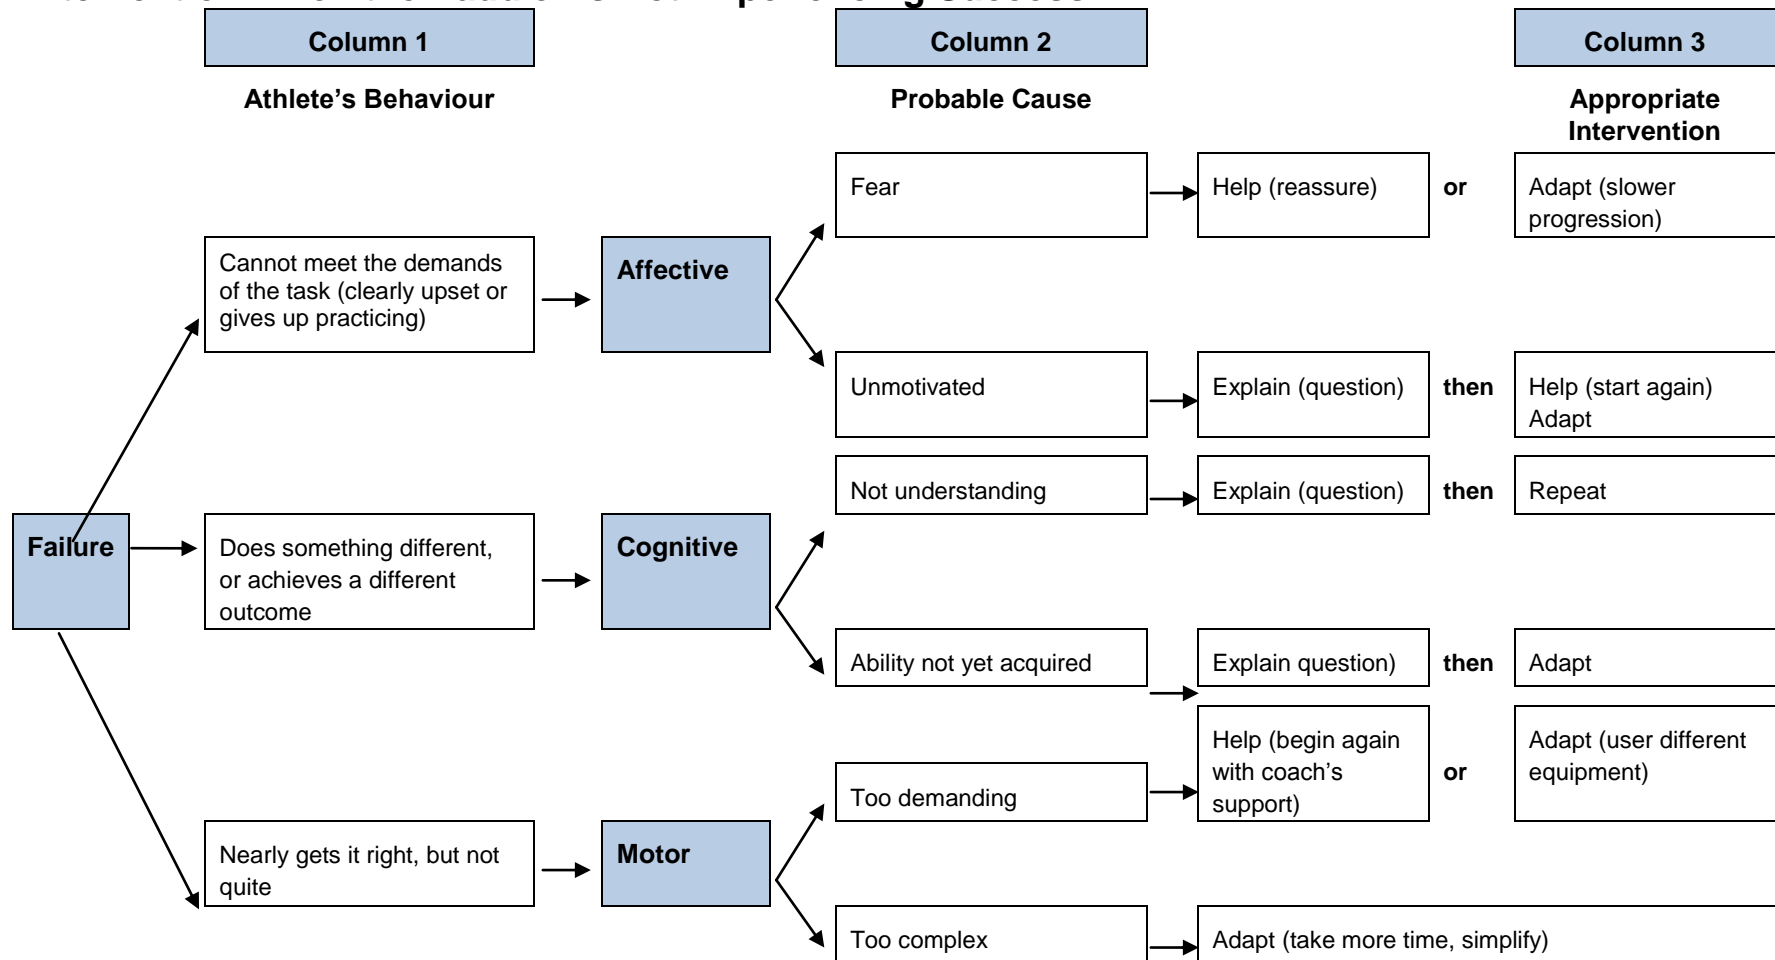 Column 1
Column 2
Column 3
Athlete's Behaviour
Probable Cause
Appropriate
Intervention
Fear
Help (reassure)
or
Adapt (slower
progression)
Cannot meet the demands
of the task (clearly upset or
gives up practicing)
Affective
Unmotivated
Explain (question)
then
Help (start again)
Adapt
Not understanding
Explain (question)
then
Repeat
Failure
Does something different,
or achieves a different
outcome
Cognitive
Ability not yet acquired
Explain question)
then
Adapt
Help (begin again
with coach's
support)
or
Adapt (user different
equipment)
Too demanding
Nearly gets it right, but not
quite
Motor
Too complex
Adapt (take more time, simplify)